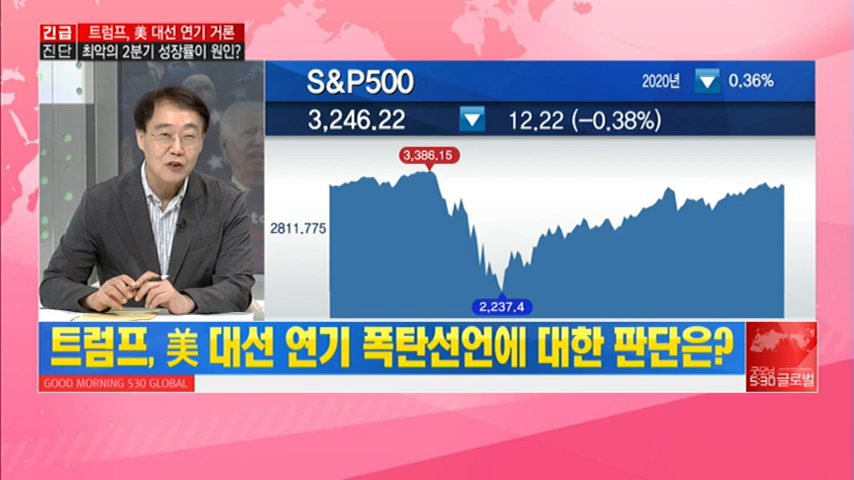 긴급
진단
트럼프, 美 대선 연기 거론
최악의 2분기 성장률이 원인?
S&P500
2020년 ▼ 0.36%
3,246.22 ▼ 12.22 (-0.38%)
3,386.15
2811.775
2,237.4
트럼프, 美 대선 연기 폭탄선언에 대한 판단은?
GOOD MORNING 530 GLOBAL
굿모닝
5:30 글로벌